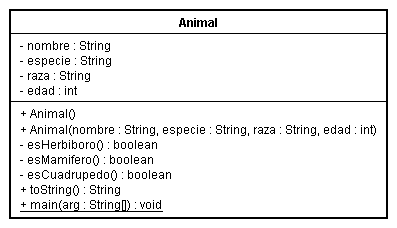 Animal
- nombre : String
- especie : String
- raza : String
- edad : int
+ Animal()
+ Animal(nombre : String, especie : String, raza : String, edad : int)
- esHerbiboro() : boolean
- esMamifero() : boolean
- esCuadrupedo() : boolean
+ toString() : String
+ main(arg : String[]) : void